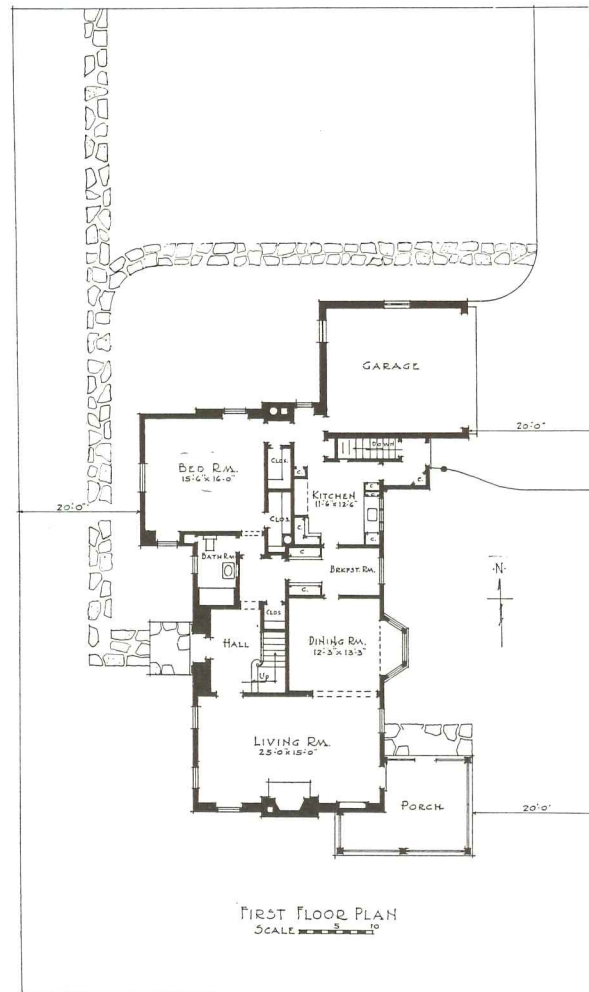 GARAGE
20'-0"
BED RM.
15'-6" x 16'-0"
CLOS.
DOWN
C.
KITCHEN
11'-6" x 12'-6"
C.
C.
20'-0"
CLOS.
C.
C.
BATH RM.
C.
BRKFST. RM.
C.
·N·
CLOS
HALL
UP
DINING RM.
12'-3" x 13'-3"
LIVING RM.
25'-0" x 15'-0"
PORCH
20'-0"
FIRST FLOOR PLAN
SCALE 5 10